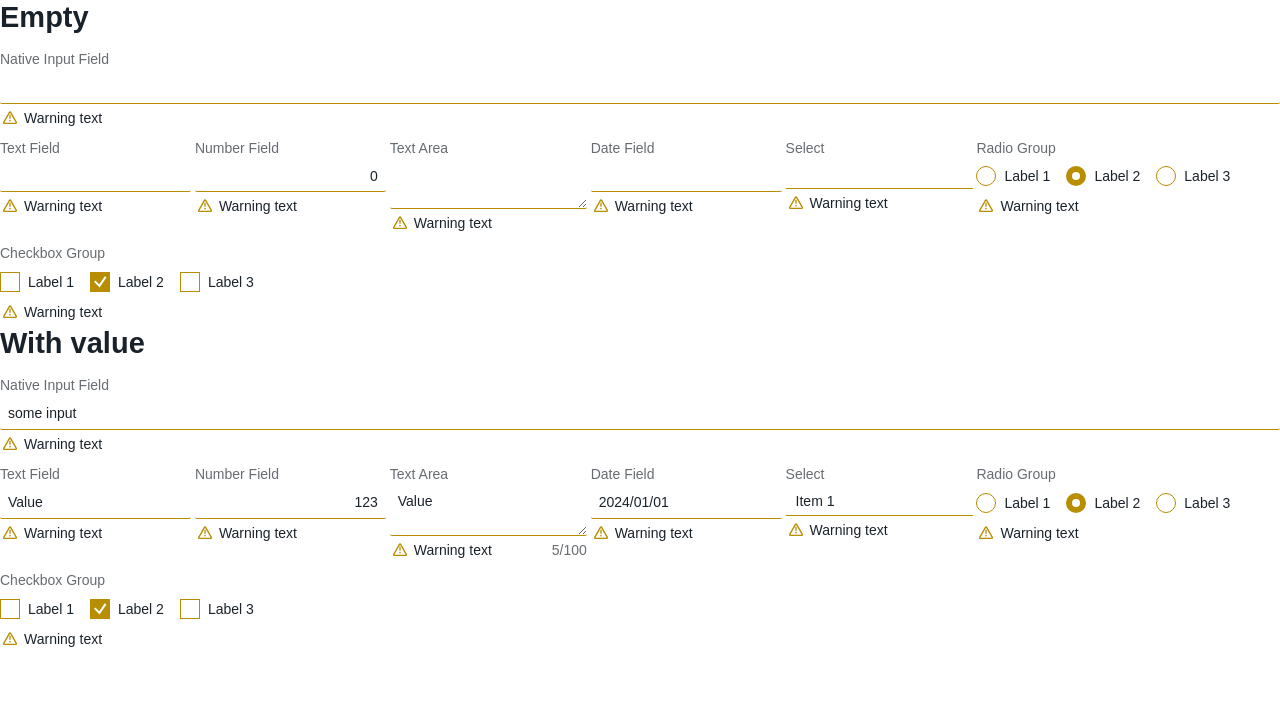 Empty
Native Input Field
Warning text
Text Field Number Field Text Area Date Field Select Radio Group
0 Label 1 Label 2 Label 3
Warning text Warning text Warning text Warning text Warning text Warning text
Checkbox Group
Label 1 Label 2 Label 3
Warning text
With value
Native Input Field
some input
Warning text
Text Field Number Field Text Area Date Field Select Radio Group
Value 123 Value 2024/01/01 Item 1 Label 1 Label 2 Label 3
Warning text Warning text Warning text 5/100 Warning text Warning text Warning text
Checkbox Group
Label 1 Label 2 Label 3
Warning text